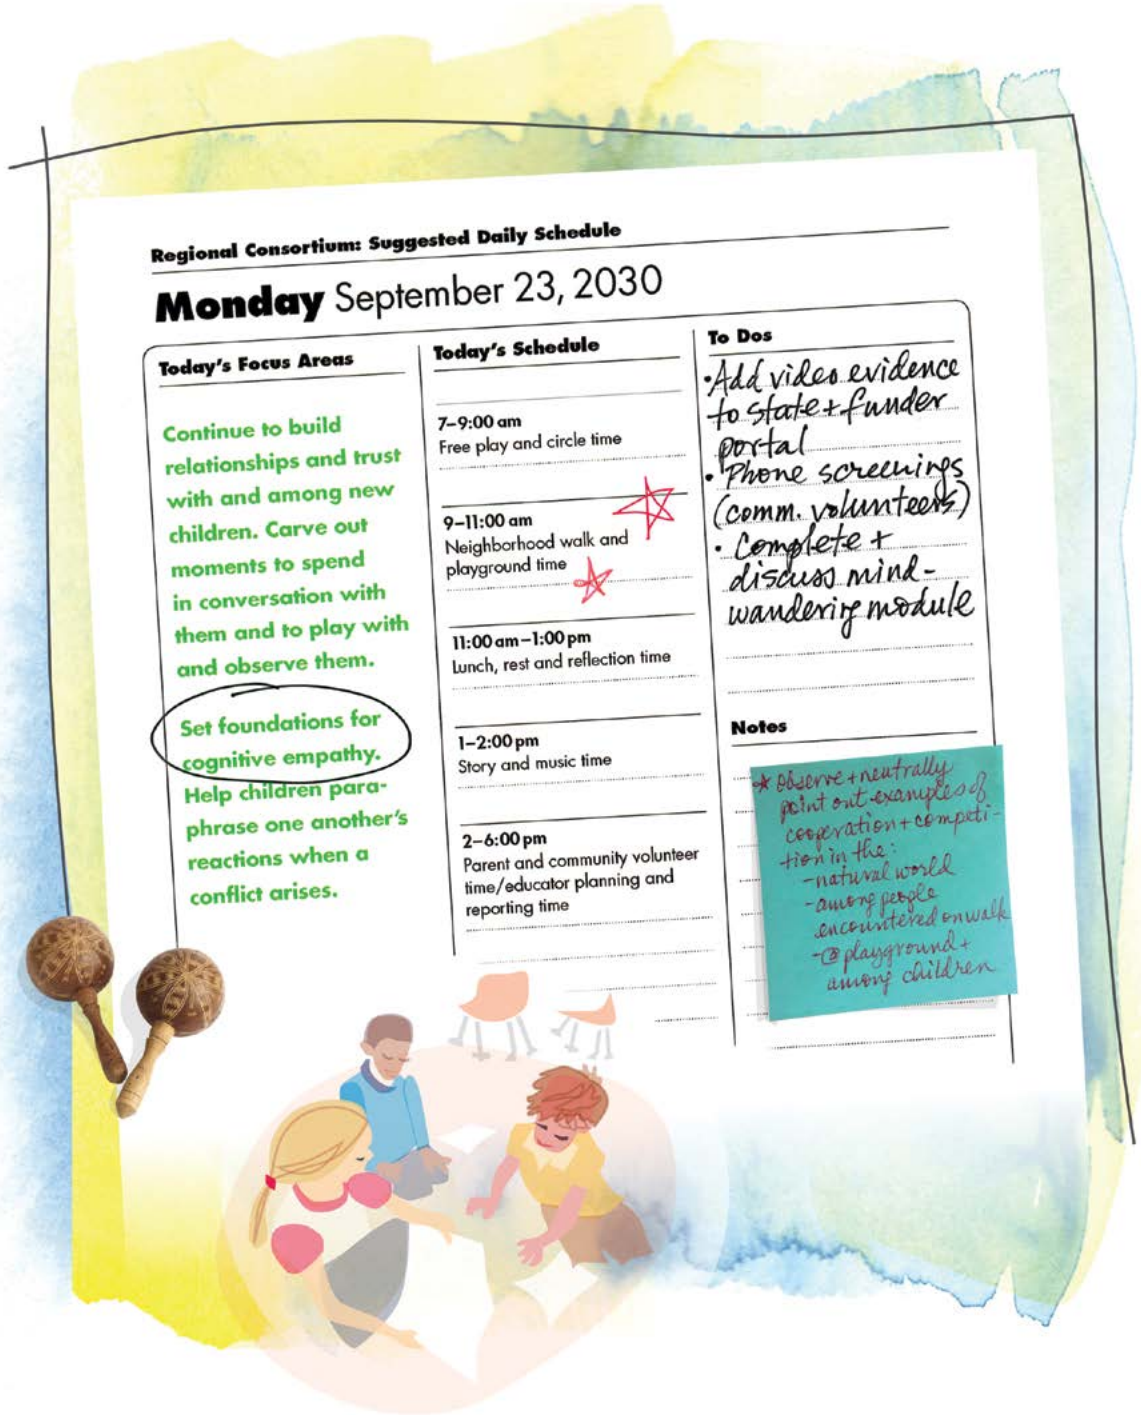 Regional Consortium: Suggested Daily Schedule
Monday September 23, 2030
Today's Focus Areas
Continue to build
relationships and trust
with and among new
children. Carve out
moments to spend
in conversation with
them and to play with
and observe them.
Set foundations for
cognitive empathy.
Help children para-
phrase one another's
reactions when a
conflict arises.
Today's Schedule
7–9:00 am
Free play and circle time
9–11:00 am
Neighborhood walk and
playground time
11:00 am–1:00 pm
Lunch, rest and reflection time
1–2:00 pm
Story and music time
2–6:00 pm
Parent and community volunteer
time/educator planning and
reporting time
To Dos
• Add video evidence
to state + funder
portal
• Phone screenings
(comm. volunteers)
• Complete +
discuss mind-
wandering module
Notes
* Observe + neutrally
point out examples of
cooperation + competi-
tion in the:
- natural world
- among people
encountered on walk
- @ playground +
among children